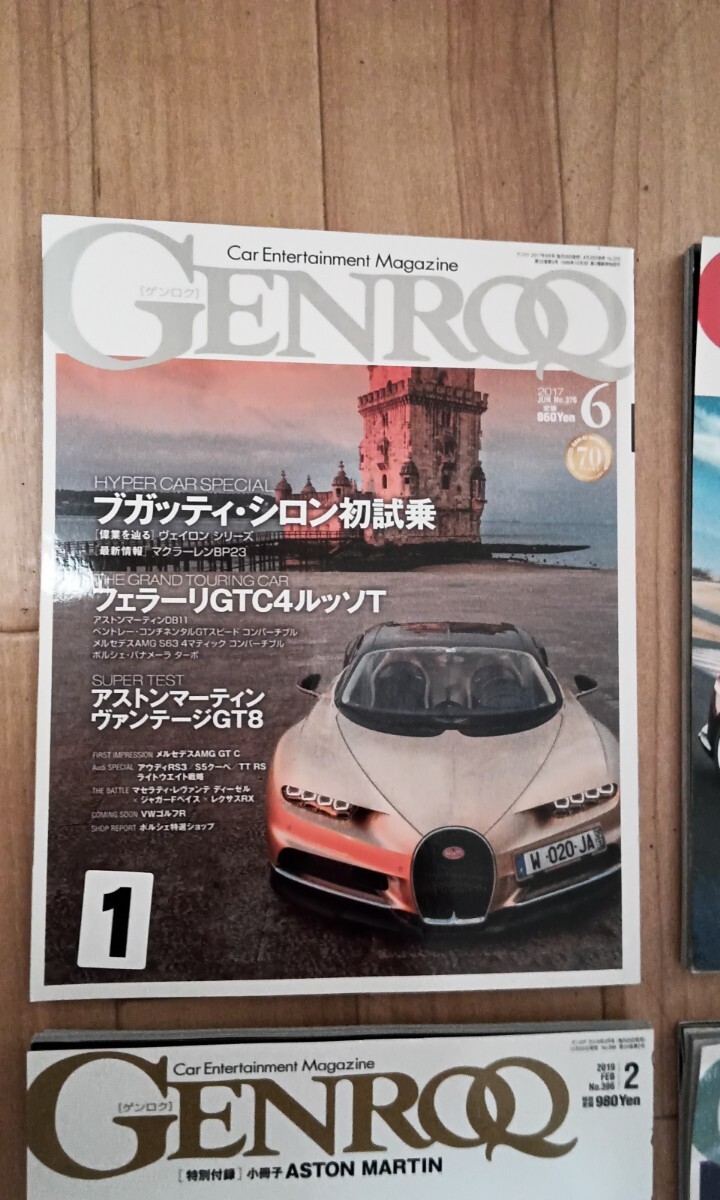 Car Entertainment Magazine
GENROQ
[ゲンロク]
2017
JUN No.376
6
定価
960Yen
70
HYPER CAR SPECIAL
ブガッティ・シロン初試乗
[偉業を辿る] ヴェイロン シリーズ
[最新情報] マクラーレンBP23
THE GRAND TOURING CAR
フェラーリGTC4ルッソT
アストンマーティンDB11
ベントレー・コンチネンタルGTスピード コンバーチブル
メルセデスAMG S63 4マティック コンバーチブル
ポルシェ・パナメーラ ターボ
SUPER TEST
アストンマーティン
ヴァンテージGT8
FIRST IMPRESSION メルセデスAMG GT C
Audi SPECIAL アウディRS3／S5クーペ／TT RS
ライトウエイト戦略
THE BATTLE マセラティ・レヴァンテ ディーゼル
×ジャガーFペイス×レクサスRX
COMING SOON VWゴルフR
SHOP REPORT ポルシェ特選ショップ
W-020-JA
1
Car Entertainment Magazine
GENROQ
[ゲンロク]
2019
FEB
No.396
2
特別定価 980Yen
[特別付録] 小冊子 ASTON MARTIN